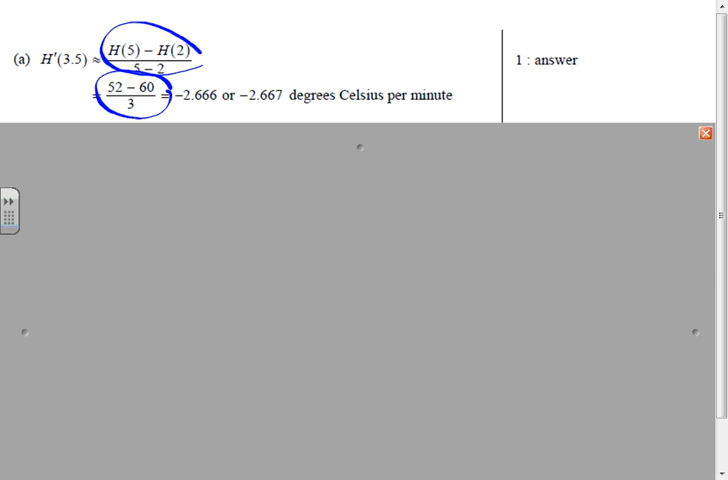 (a) H′(3.5) ≈ H(5) − H(2) / 5 − 2
= 52 − 60 / 3 = −2.666 or −2.667 degrees Celsius per minute
1 : answer